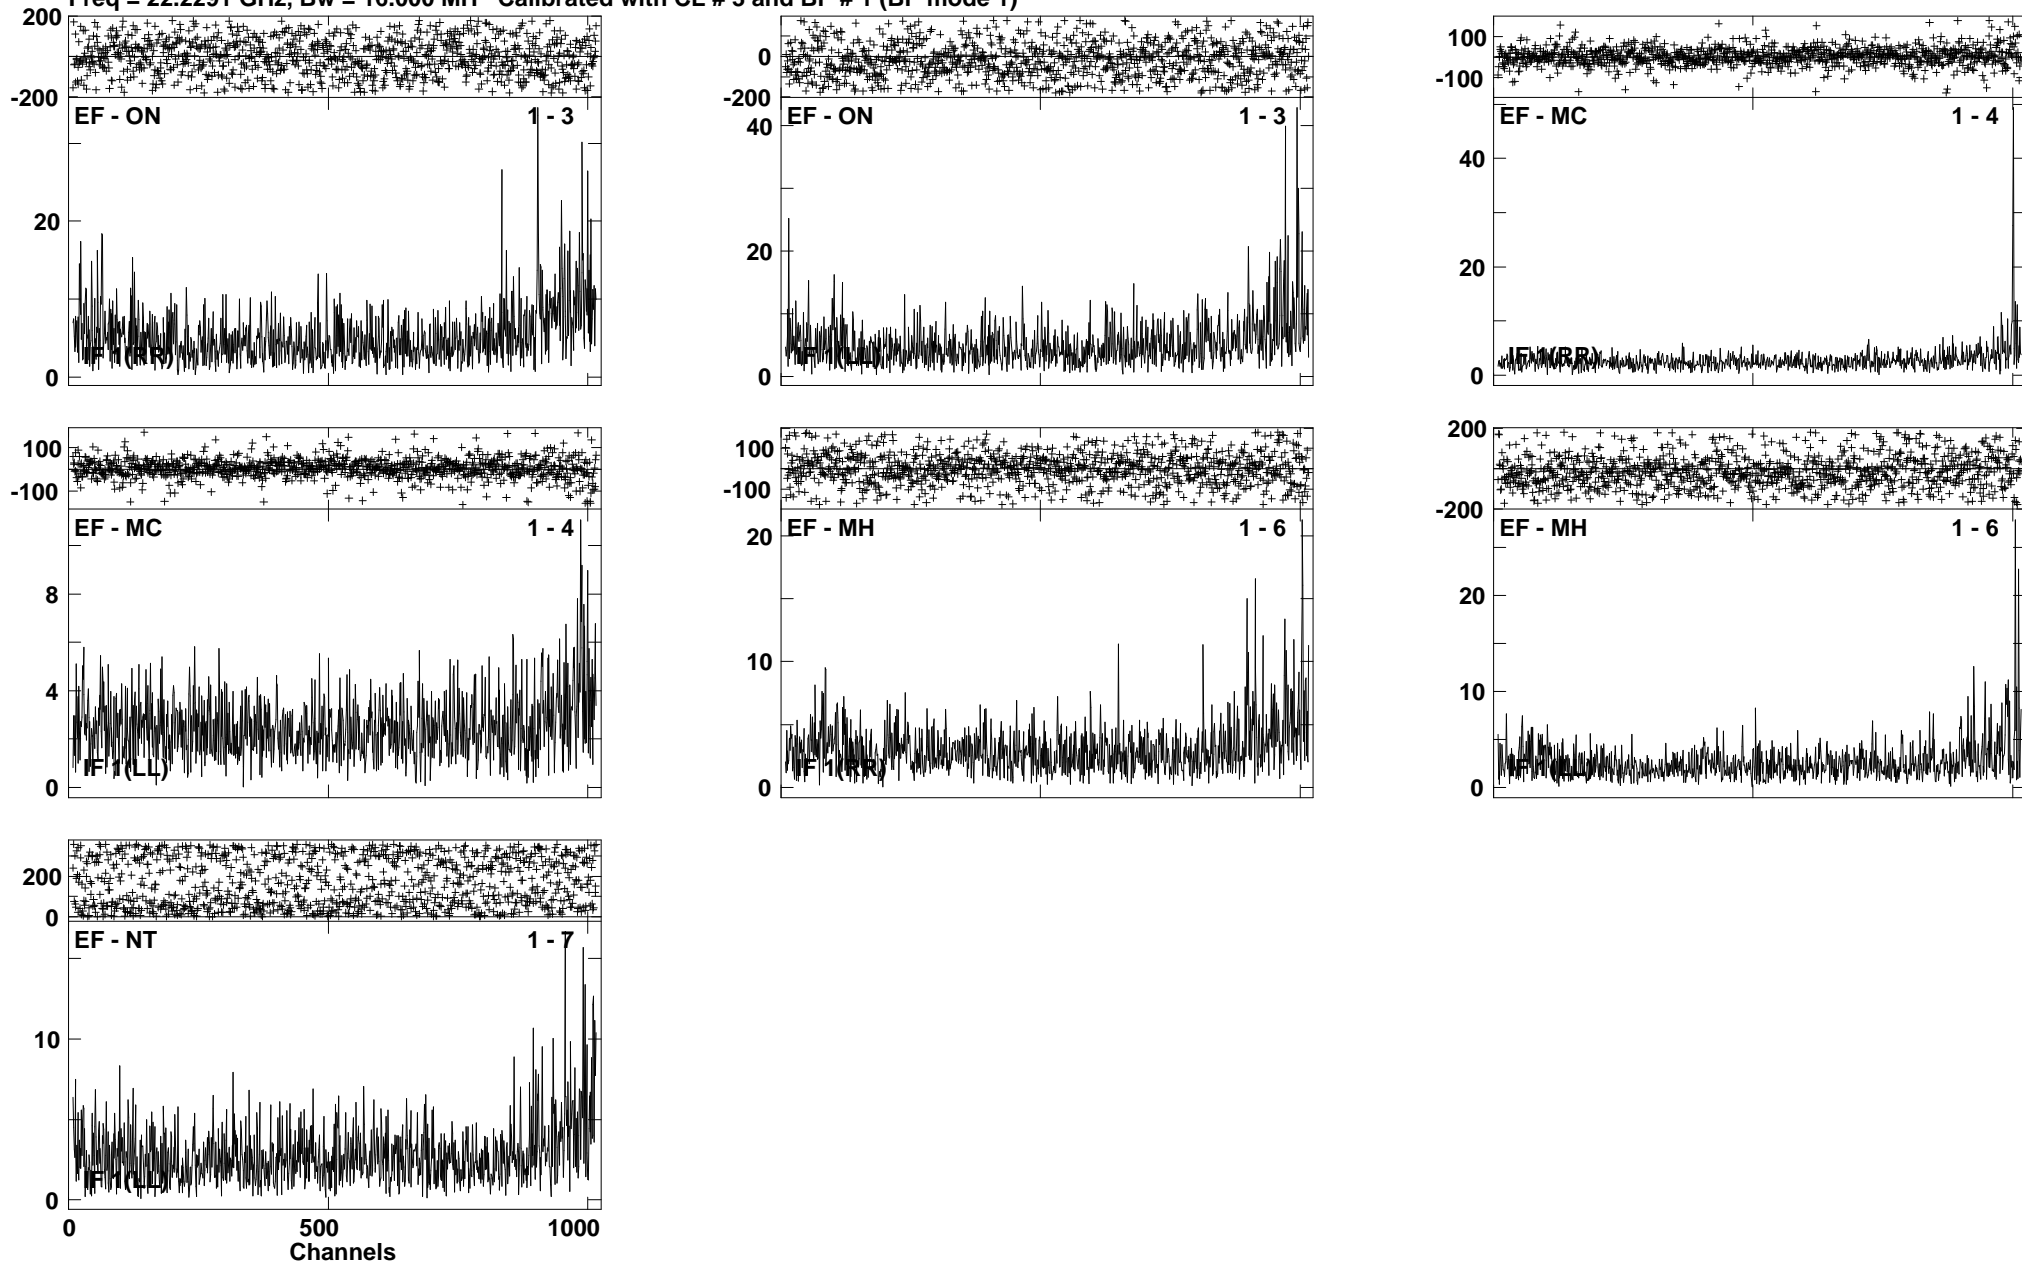 Freq = 22.2291 GHz, Bw = 16.000 MH Calibrated with CL # 3 and BP # 1 (BP mode 1)
200
-200
EF - ON 1 - 3
20
0
IF 1(RR)
0
-200
EF - ON 1 - 3
40
20
0
IF 1(LL)
100
-100
EF - MC 1 - 4
40
20
0
IF 1(RR)
100
-100
EF - MC 1 - 4
8
4
0
IF 1(LL)
100
-100
EF - MH 1 - 6
20
10
0
IF 1(RR)
200
-200
EF - MH 1 - 6
20
10
0
IF 1(LL)
200
0
EF - NT 1 - 7
10
0
IF 1(LL)
0 500 1000
Channels